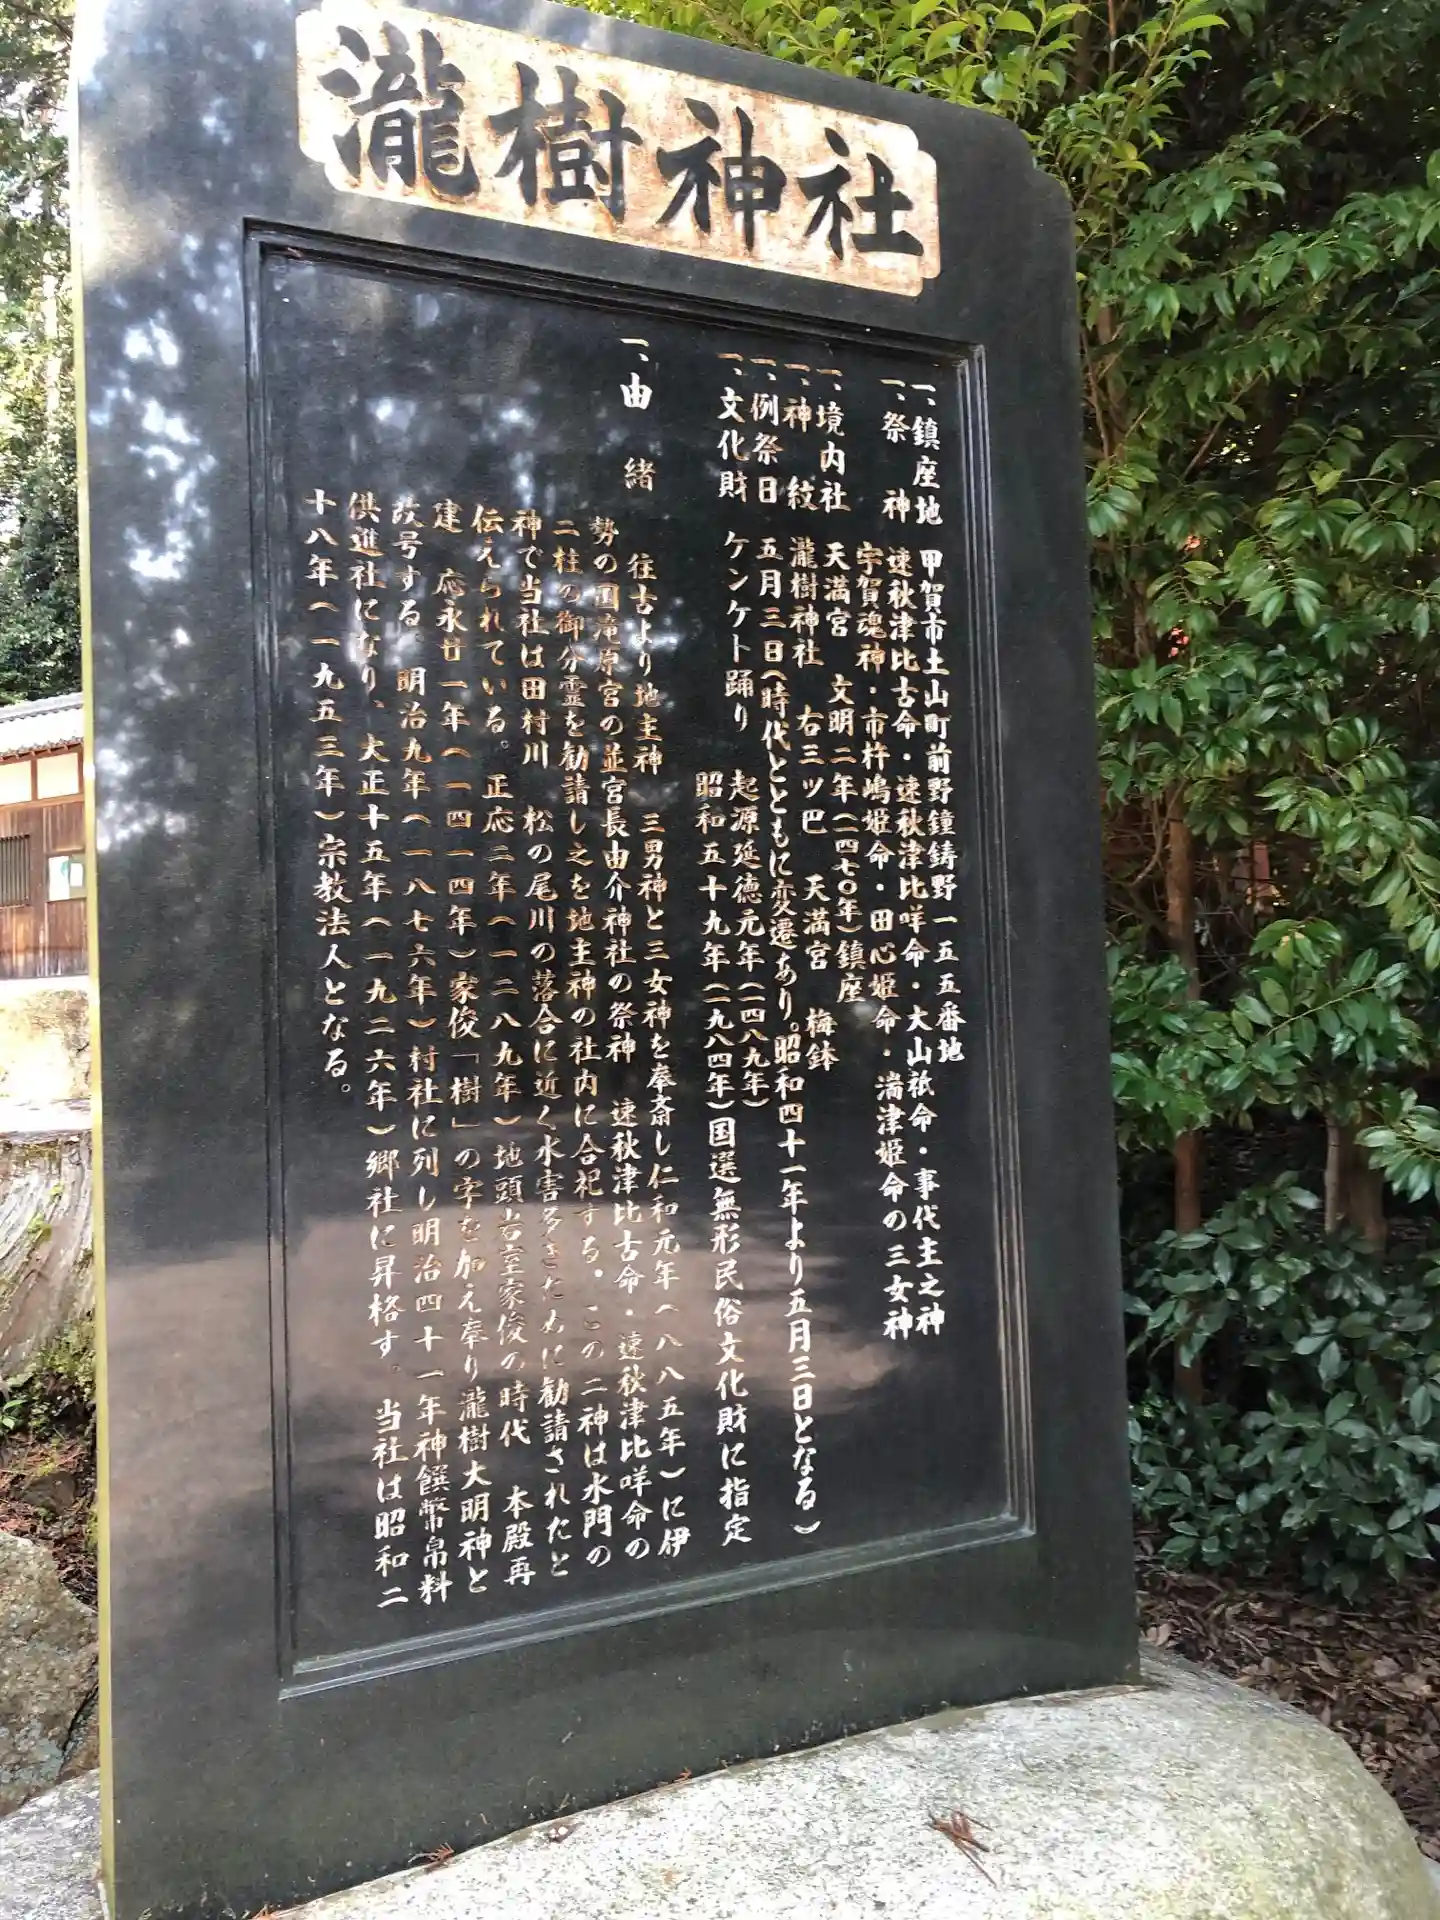 瀧樹神社
一、鎮座地 甲賀市土山町前野鐘鋳野一五五番地
一、祭神 速秋津比古命・速秋津比咩命・大山祇命・事代主之神
宇賀魂神・市杵嶋姫命・田心姫命・湍津姫命の三女神
一、境内社 天満宮 文明二年(一四七〇年)鎮座
一、神紋 瀧樹神社 右三ツ巴 天満宮 梅鉢
一、例祭日 五月三日(時代とともに変遷あり。昭和四十一年より五月三日となる)
一、文化財 ケンケト踊り 起源延徳元年(一四八九年)
昭和五十九年(一九八四年)国選無形民俗文化財に指定
一、由緒 往古より地主神 三男神と三女神を奉斎し仁和元年(八八五年)に伊
勢の国滝原宮の並宮長由介神社の祭神 速秋津比古命・速秋津比咩命の
二柱の御分霊を勧請し之を地主神の社内に合祀する。この二神は水門の
神で当社は田村川 松の尾川の落合に近く水害多きために勧請されたと
伝えられている。正応二年(一二八九年)地頭岩室家俊の時代 本殿再
建 応永廿一年(一四一四年)家俊「樹」の字を加え奉り瀧樹大明神と
改号する。明治九年(一八七六年)村社に列し明治四十一年神饌幣帛料
供進社になり、大正十五年(一九二六年)郷社に昇格す。当社は昭和二
十八年(一九五三年)宗教法人となる。